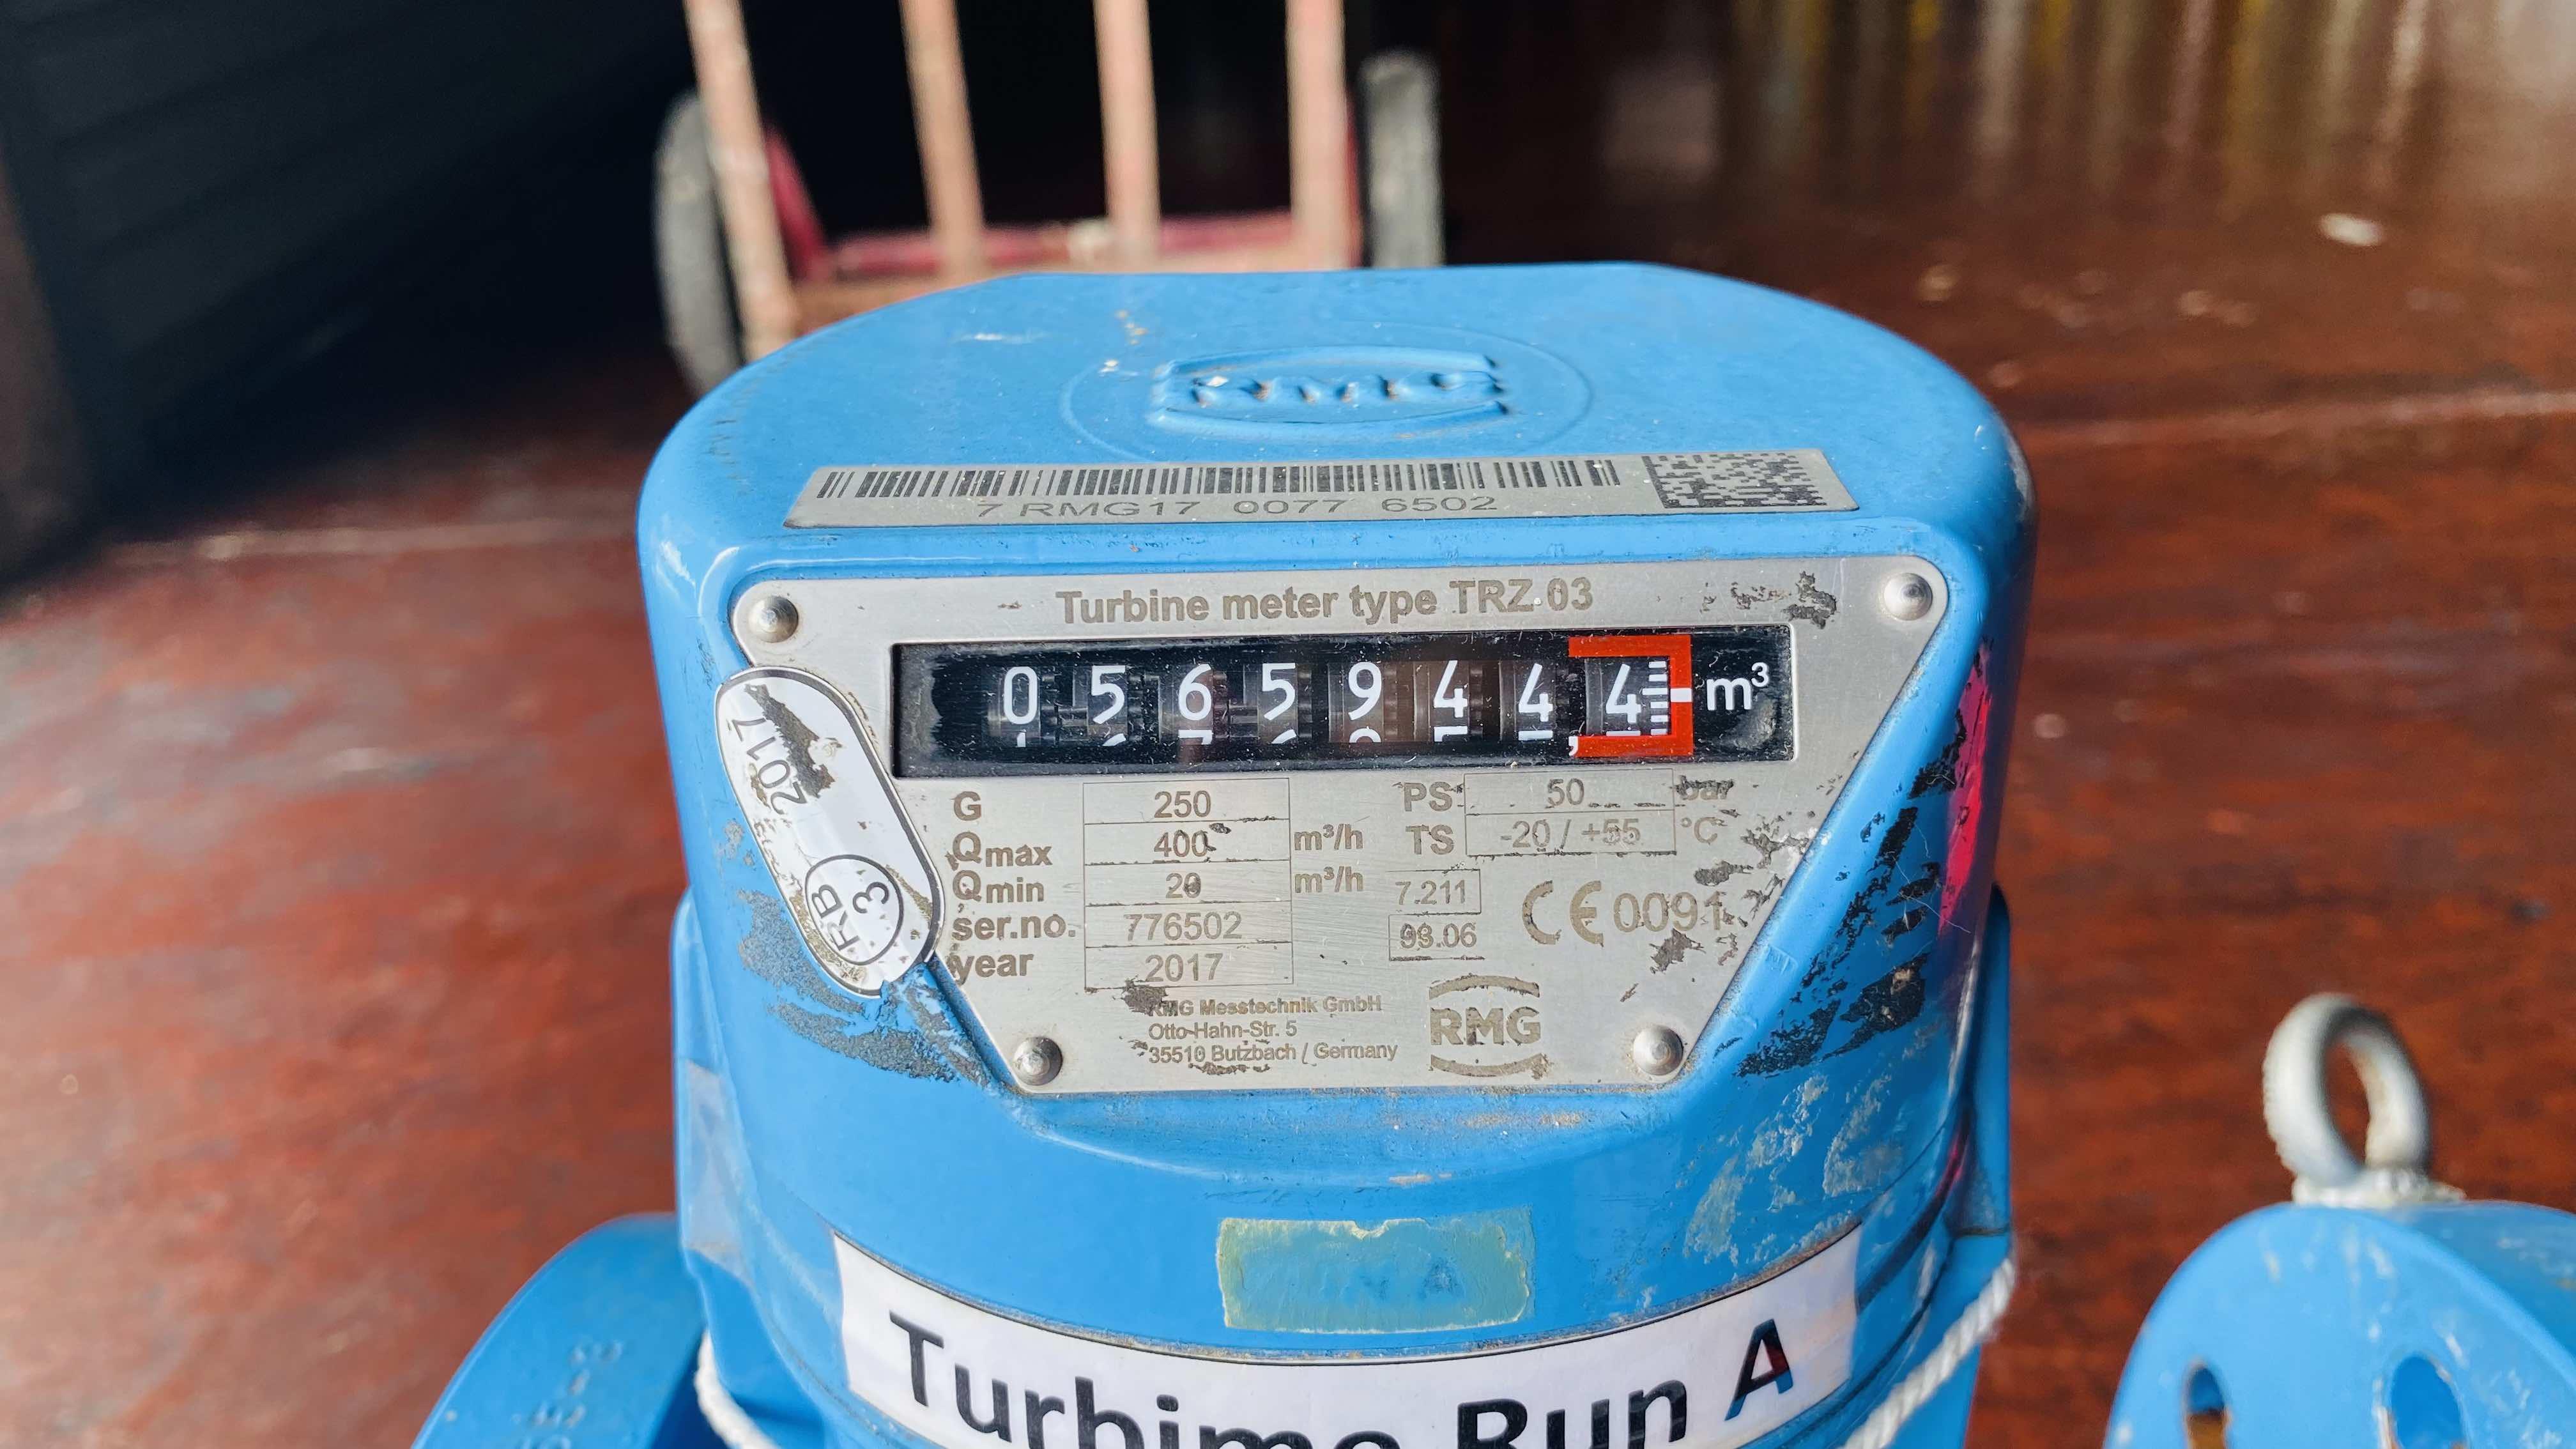 RMG
7 RMG17 0077 6502
Turbine meter type TRZ 03
0 5 6 5 9 4 4 , 4 m³
2017
RB 3
G 250
Qmax 400 m³/h
Qmin 20 m³/h
ser.no. 776502
year 2017
PS 50 bar
TS -20 / +55 °C
7.211
93.06
CE 0091
RMG Messtechnik GmbH
Otto-Hahn-Str. 5
35510 Butzbach / Germany
RMG
Turbime Run A